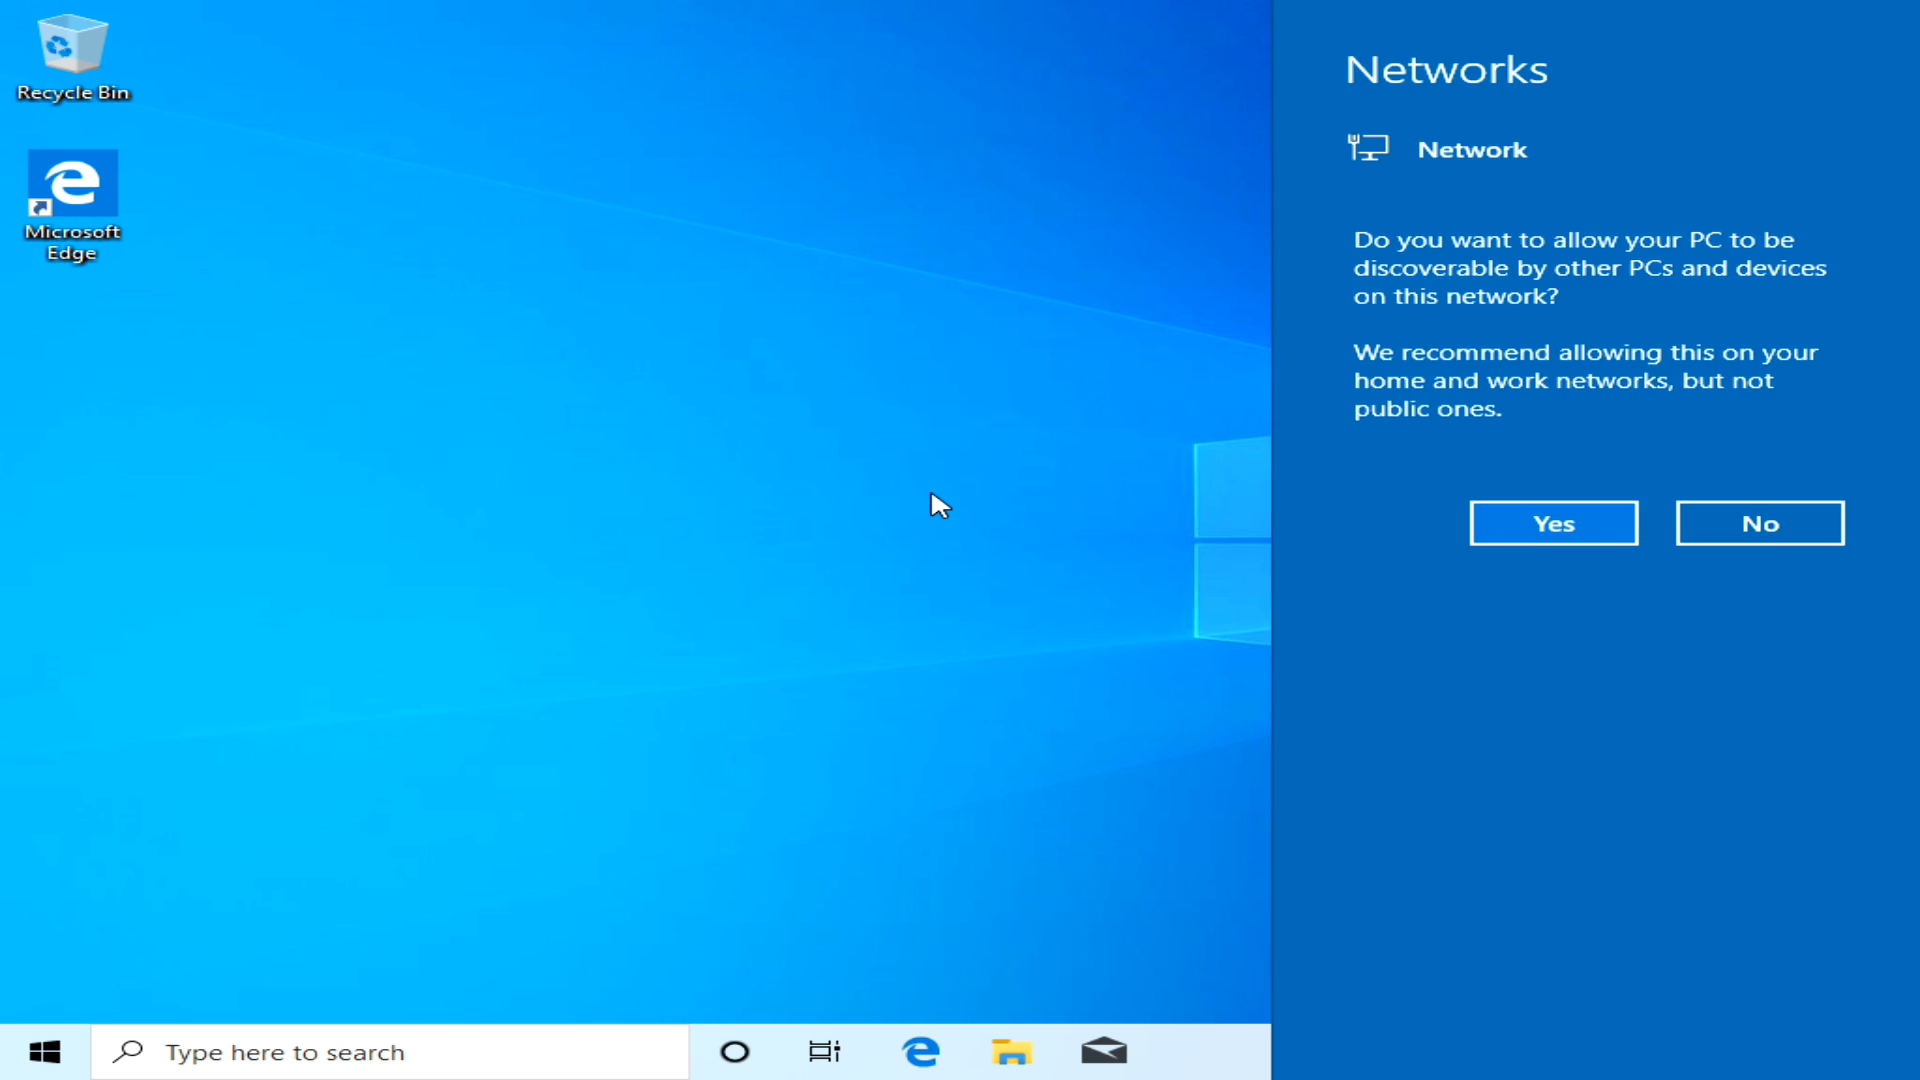 Recycle Bin
Microsoft
Edge
Networks
Network
Do you want to allow your PC to be
discoverable by other PCs and devices
on this network?
We recommend allowing this on your
home and work networks, but not
public ones.
Yes
No
Type here to search